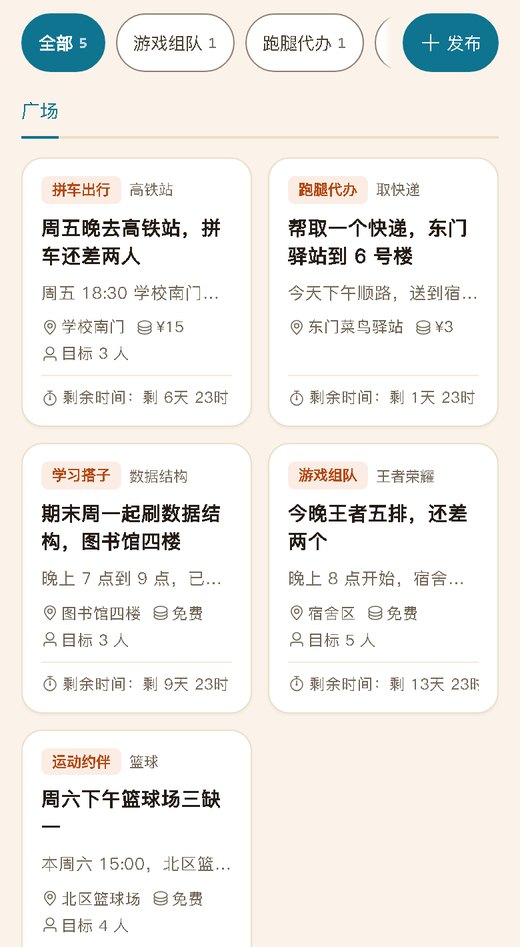 全部 5
游戏组队 1
跑腿代办 1
发布
广场
拼车出行 高铁站
周五晚去高铁站，拼
车还差两人
周五 18:30 学校南门...
学校南门 ¥15
目标 3 人
剩余时间：剩 6天 23时
跑腿代办 取快递
帮取一个快递，东门
驿站到 6 号楼
今天下午顺路，送到宿...
东门菜鸟驿站 ¥3
剩余时间：剩 1天 23时
学习搭子 数据结构
期末周一起刷数据结
构，图书馆四楼
晚上 7 点到 9 点，已...
图书馆四楼 免费
目标 3 人
剩余时间：剩 9天 23时
游戏组队 王者荣耀
今晚王者五排，还差
两个
晚上 8 点开始，宿舍...
宿舍区 免费
目标 5 人
剩余时间：剩 13天 23时
运动约伴 篮球
周六下午篮球场三缺
一
本周六 15:00，北区篮...
北区篮球场 免费
目标 4 人